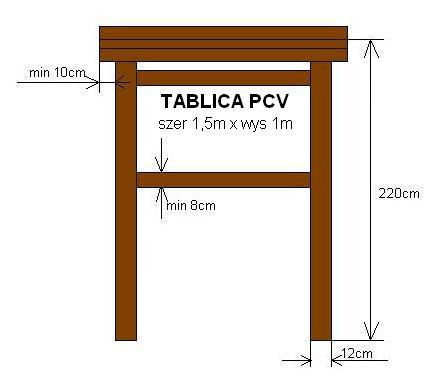 min 10cm
TABLICA PCV
szer 1,5m x wys 1m
220cm
min 8cm
12cm